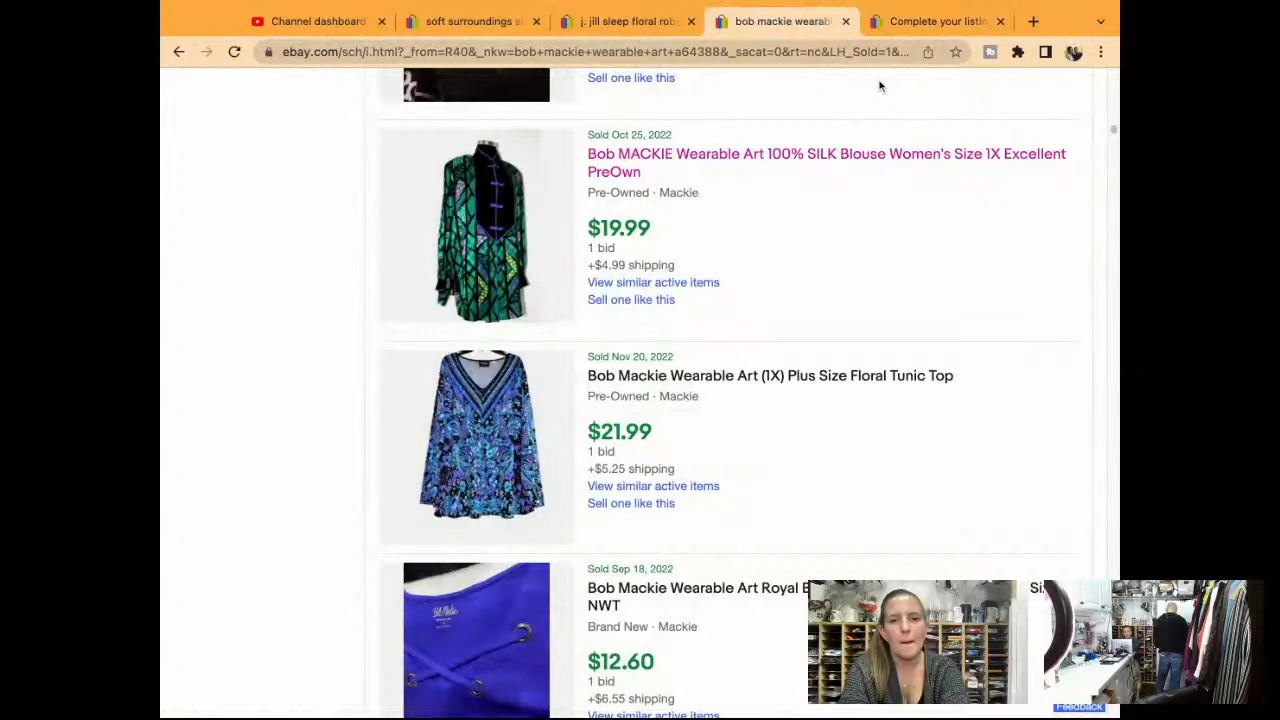 Channel dashboard
soft surroundings s
j. jill sleep floral rob
bob mackie wearabl
Complete your listing
ebay.com/sch/i.html?_from=R40&_nkw=bob+mackie+wearable+art+a64388&_sacat=0&rt=nc&LH_Sold=1&...
Sell one like this
Sold Oct 25, 2022
Bob MACKIE Wearable Art 100% SILK Blouse Women's Size 1X Excellent
PreOwn
Pre-Owned · Mackie
$19.99
1 bid
+$4.99 shipping
View similar active items
Sell one like this
Sold Nov 20, 2022
Bob Mackie Wearable Art (1X) Plus Size Floral Tunic Top
Pre-Owned · Mackie
$21.99
1 bid
+$5.25 shipping
View similar active items
Sell one like this
Sold Sep 18, 2022
Bob Mackie Wearable Art Royal
NWT
Brand New · Mackie
$12.60
1 bid
+$6.55 shipping
View similar active items
Feedback